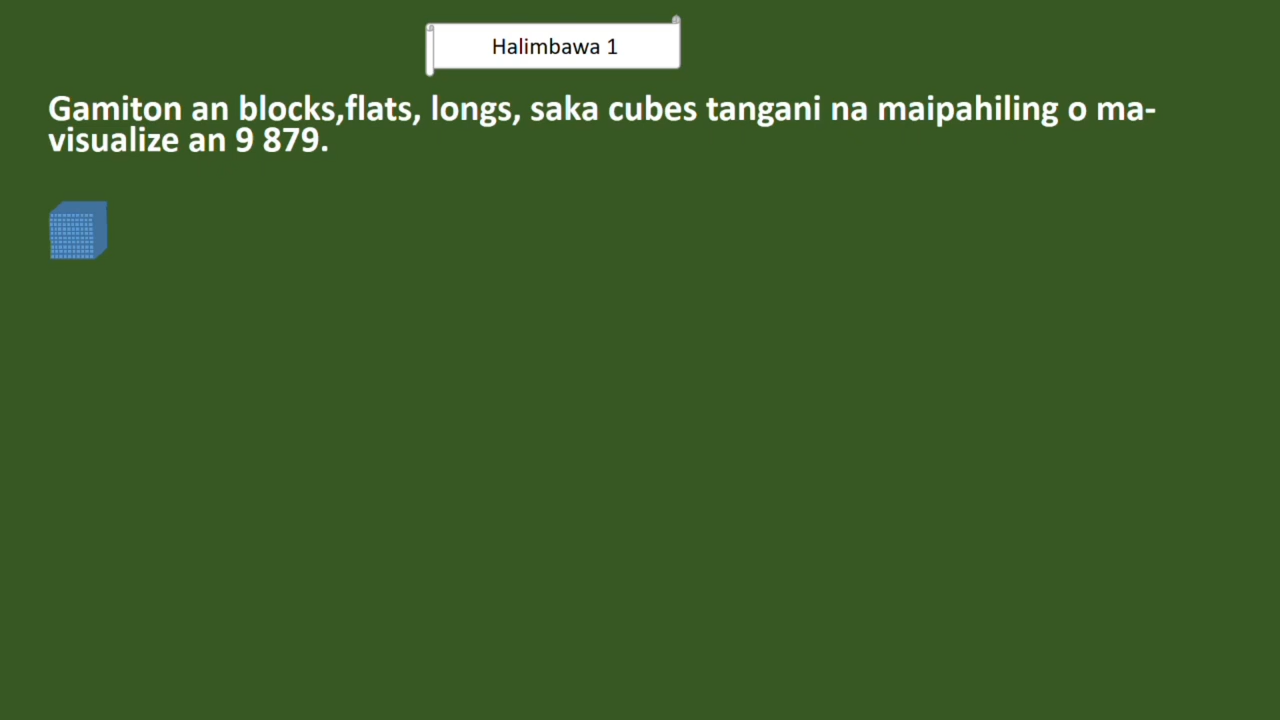 Halimbawa 1
Gamiton an blocks,flats, longs, saka cubes tangani na maipahiling o ma-
visualize an 9 879.